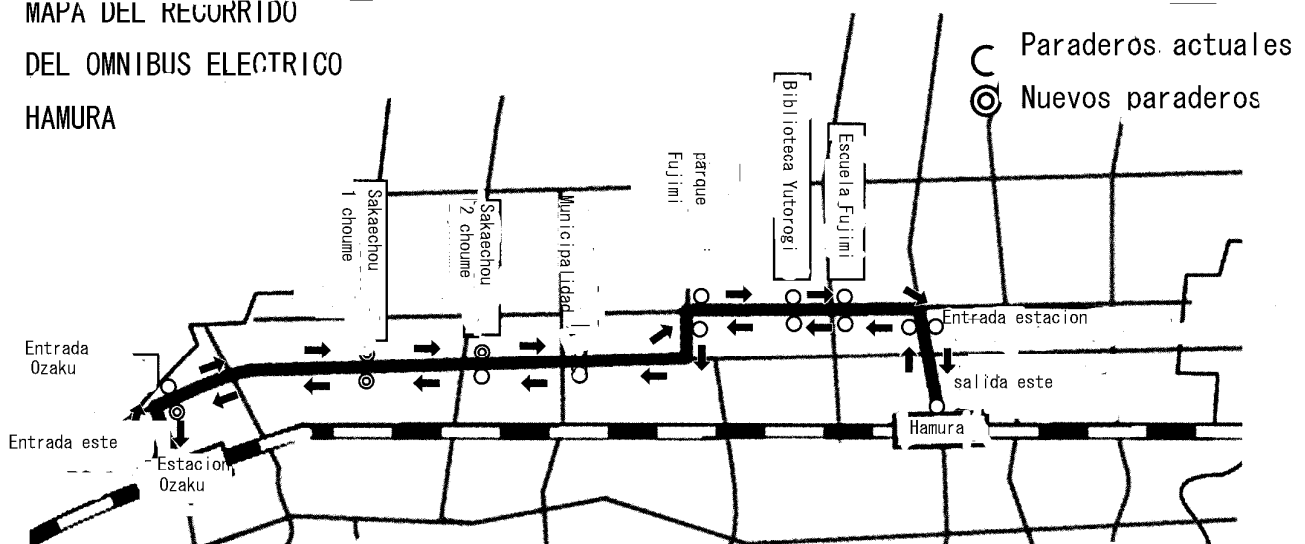 MAPA DEL RECORRIDO
DEL OMNIBUS ELECTRICO
HAMURA
Paraderos actuales
Nuevos paraderos
Sakaechou
1 choume
Sakaechou
2 choume
Municipalidad
parque
Fujimi
Biblioteca Yutorogi
Escuela Fujimi
Entrada estacion
salida este
Hamura
Entrada
Ozaku
Entrada este
Estacion
Ozaku